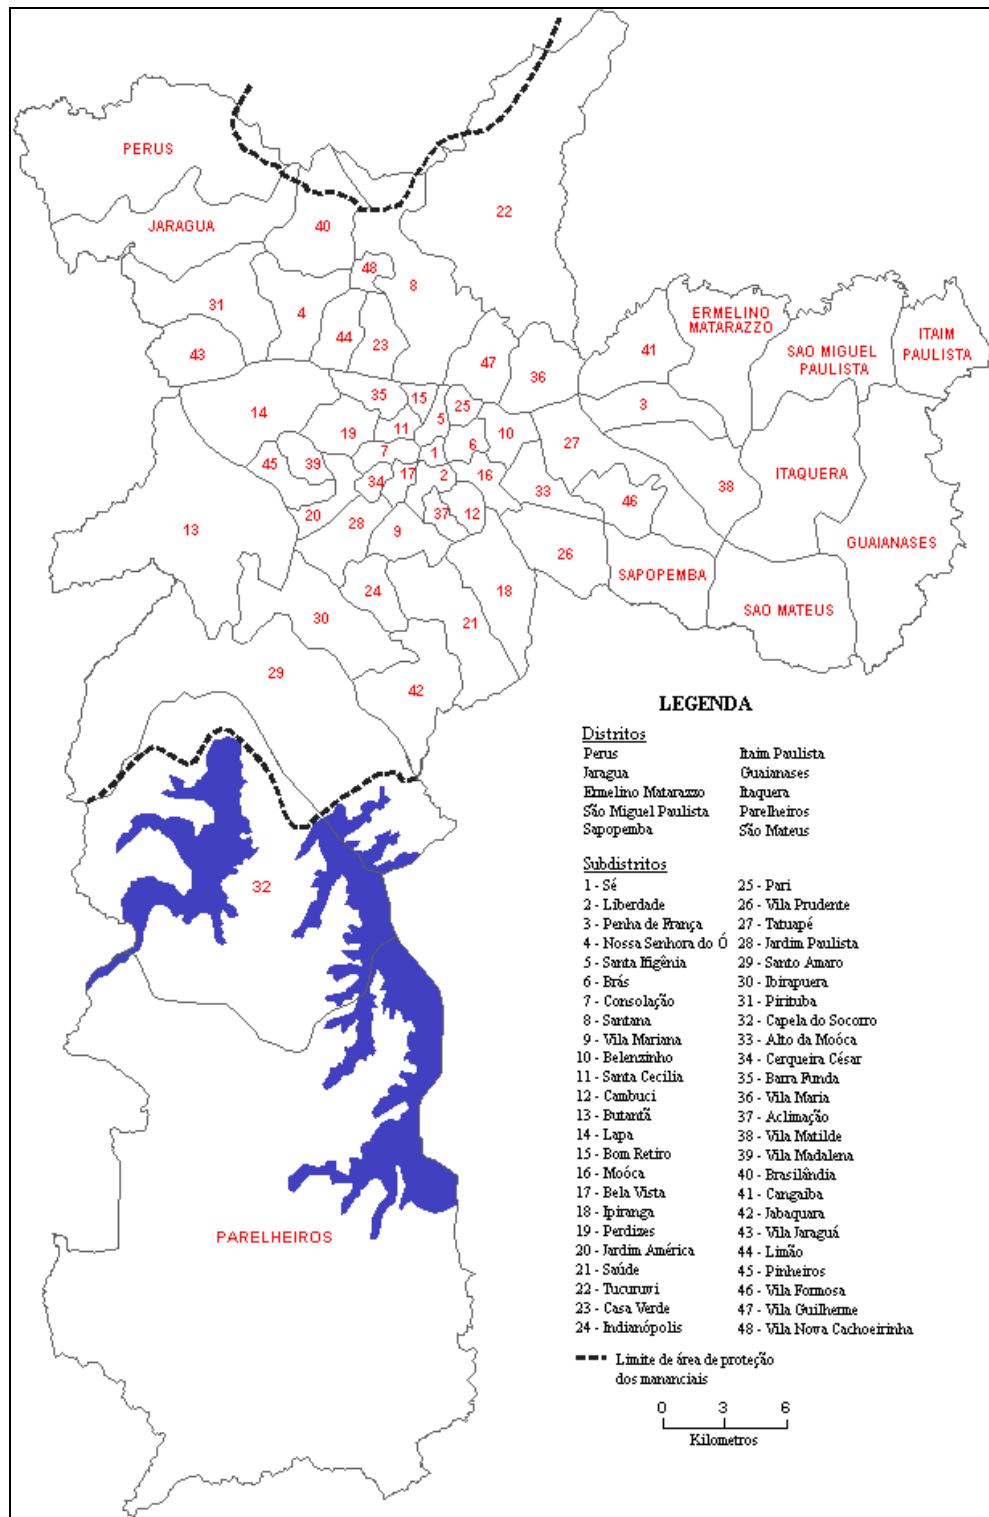 PERUS
JARAGUA
40
22
48
8
31
4
44
23
43
47
36
41
ERMELINO
MATARAZZO
SAO MIGUEL
PAULISTA
ITAIM
PAULISTA
14
35
15
5
25
3
19
11
10
27
7
1
6
45
39
34
17
2
16
38
ITAQUERA
13
20
28
9
37
12
33
46
GUAIANASES
26
SAPOPEMBA
24
18
30
21
SAO MATEUS
29
42
32
PARELHEIROS
LEGENDA
Distritos
Perus
Jaragua
Ermelino Matarazzo
São Miguel Paulista
Sapopemba
Itaim Paulista
Guaianases
Itaquera
Parelheiros
São Mateus
Subdistritos
1 - Sé
2 - Liberdade
3 - Penha de França
4 - Nossa Senhora do Ó
5 - Santa Ifigênia
6 - Brás
7 - Consolação
8 - Santana
9 - Vila Mariana
10 - Belenzinho
11 - Santa Cecilia
12 - Cambuci
13 - Butantã
14 - Lapa
15 - Bom Retiro
16 - Moóca
17 - Bela Vista
18 - Ipiranga
19 - Perdizes
20 - Jardim América
21 - Saúde
22 - Tucuruvi
23 - Casa Verde
24 - Indianópolis
25 - Pari
26 - Vila Prudente
27 - Tatuapé
28 - Jardim Paulista
29 - Santo Amaro
30 - Ibirapuera
31 - Pirituba
32 - Capela do Socorro
33 - Alto da Moóca
34 - Cerqueira César
35 - Barra Funda
36 - Vila Maria
37 - Aclimação
38 - Vila Matilde
39 - Vila Madalena
40 - Brasilândia
41 - Cangaiba
42 - Jabaquara
43 - Vila Jaraguá
44 - Limão
45 - Pinheiros
46 - Vila Formosa
47 - Vila Guilherme
48 - Vila Nova Cachoeirinha
Limite de área de proteção
dos mananciais
0 3 6
Kilometros